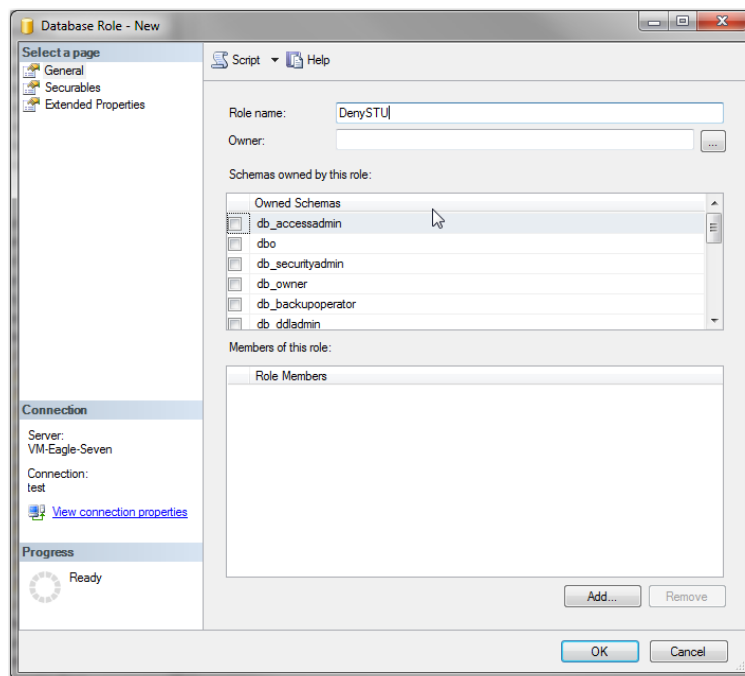 Database Role - New
Select a page
General
Securables
Extended Properties
Script Help
Role name: DenySTU
Owner:
...
Schemas owned by this role:
Owned Schemas
db_accessadmin
dbo
db_securityadmin
db_owner
db_backupoperator
db_ddladmin
Members of this role:
Role Members
Connection
Server:
VM-Eagle-Seven
Connection:
test
View connection properties
Progress
Ready
Add... Remove
OK Cancel